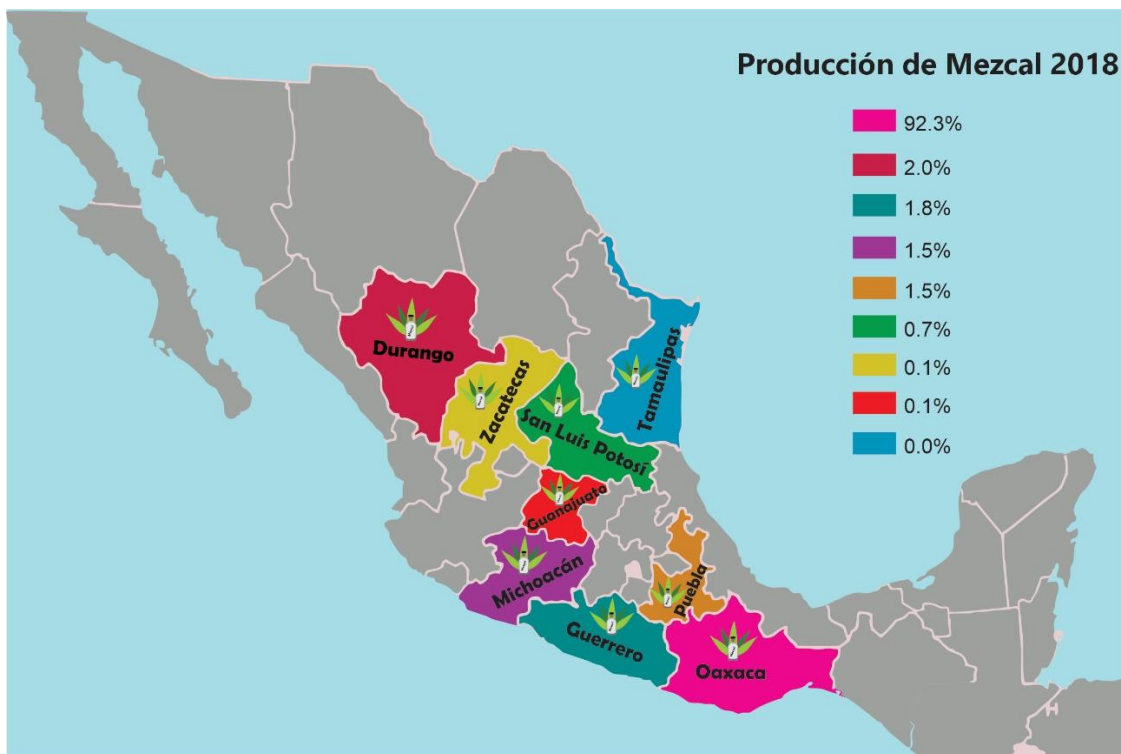 Producción de Mezcal 2018
92.3%
2.0%
1.8%
1.5%
1.5%
0.7%
0.1%
0.1%
0.0%
Durango
Zacatecas
San Luis Potosí
Tamaulipas
Guanajuato
Michoacán
Puebla
Guerrero
Oaxaca